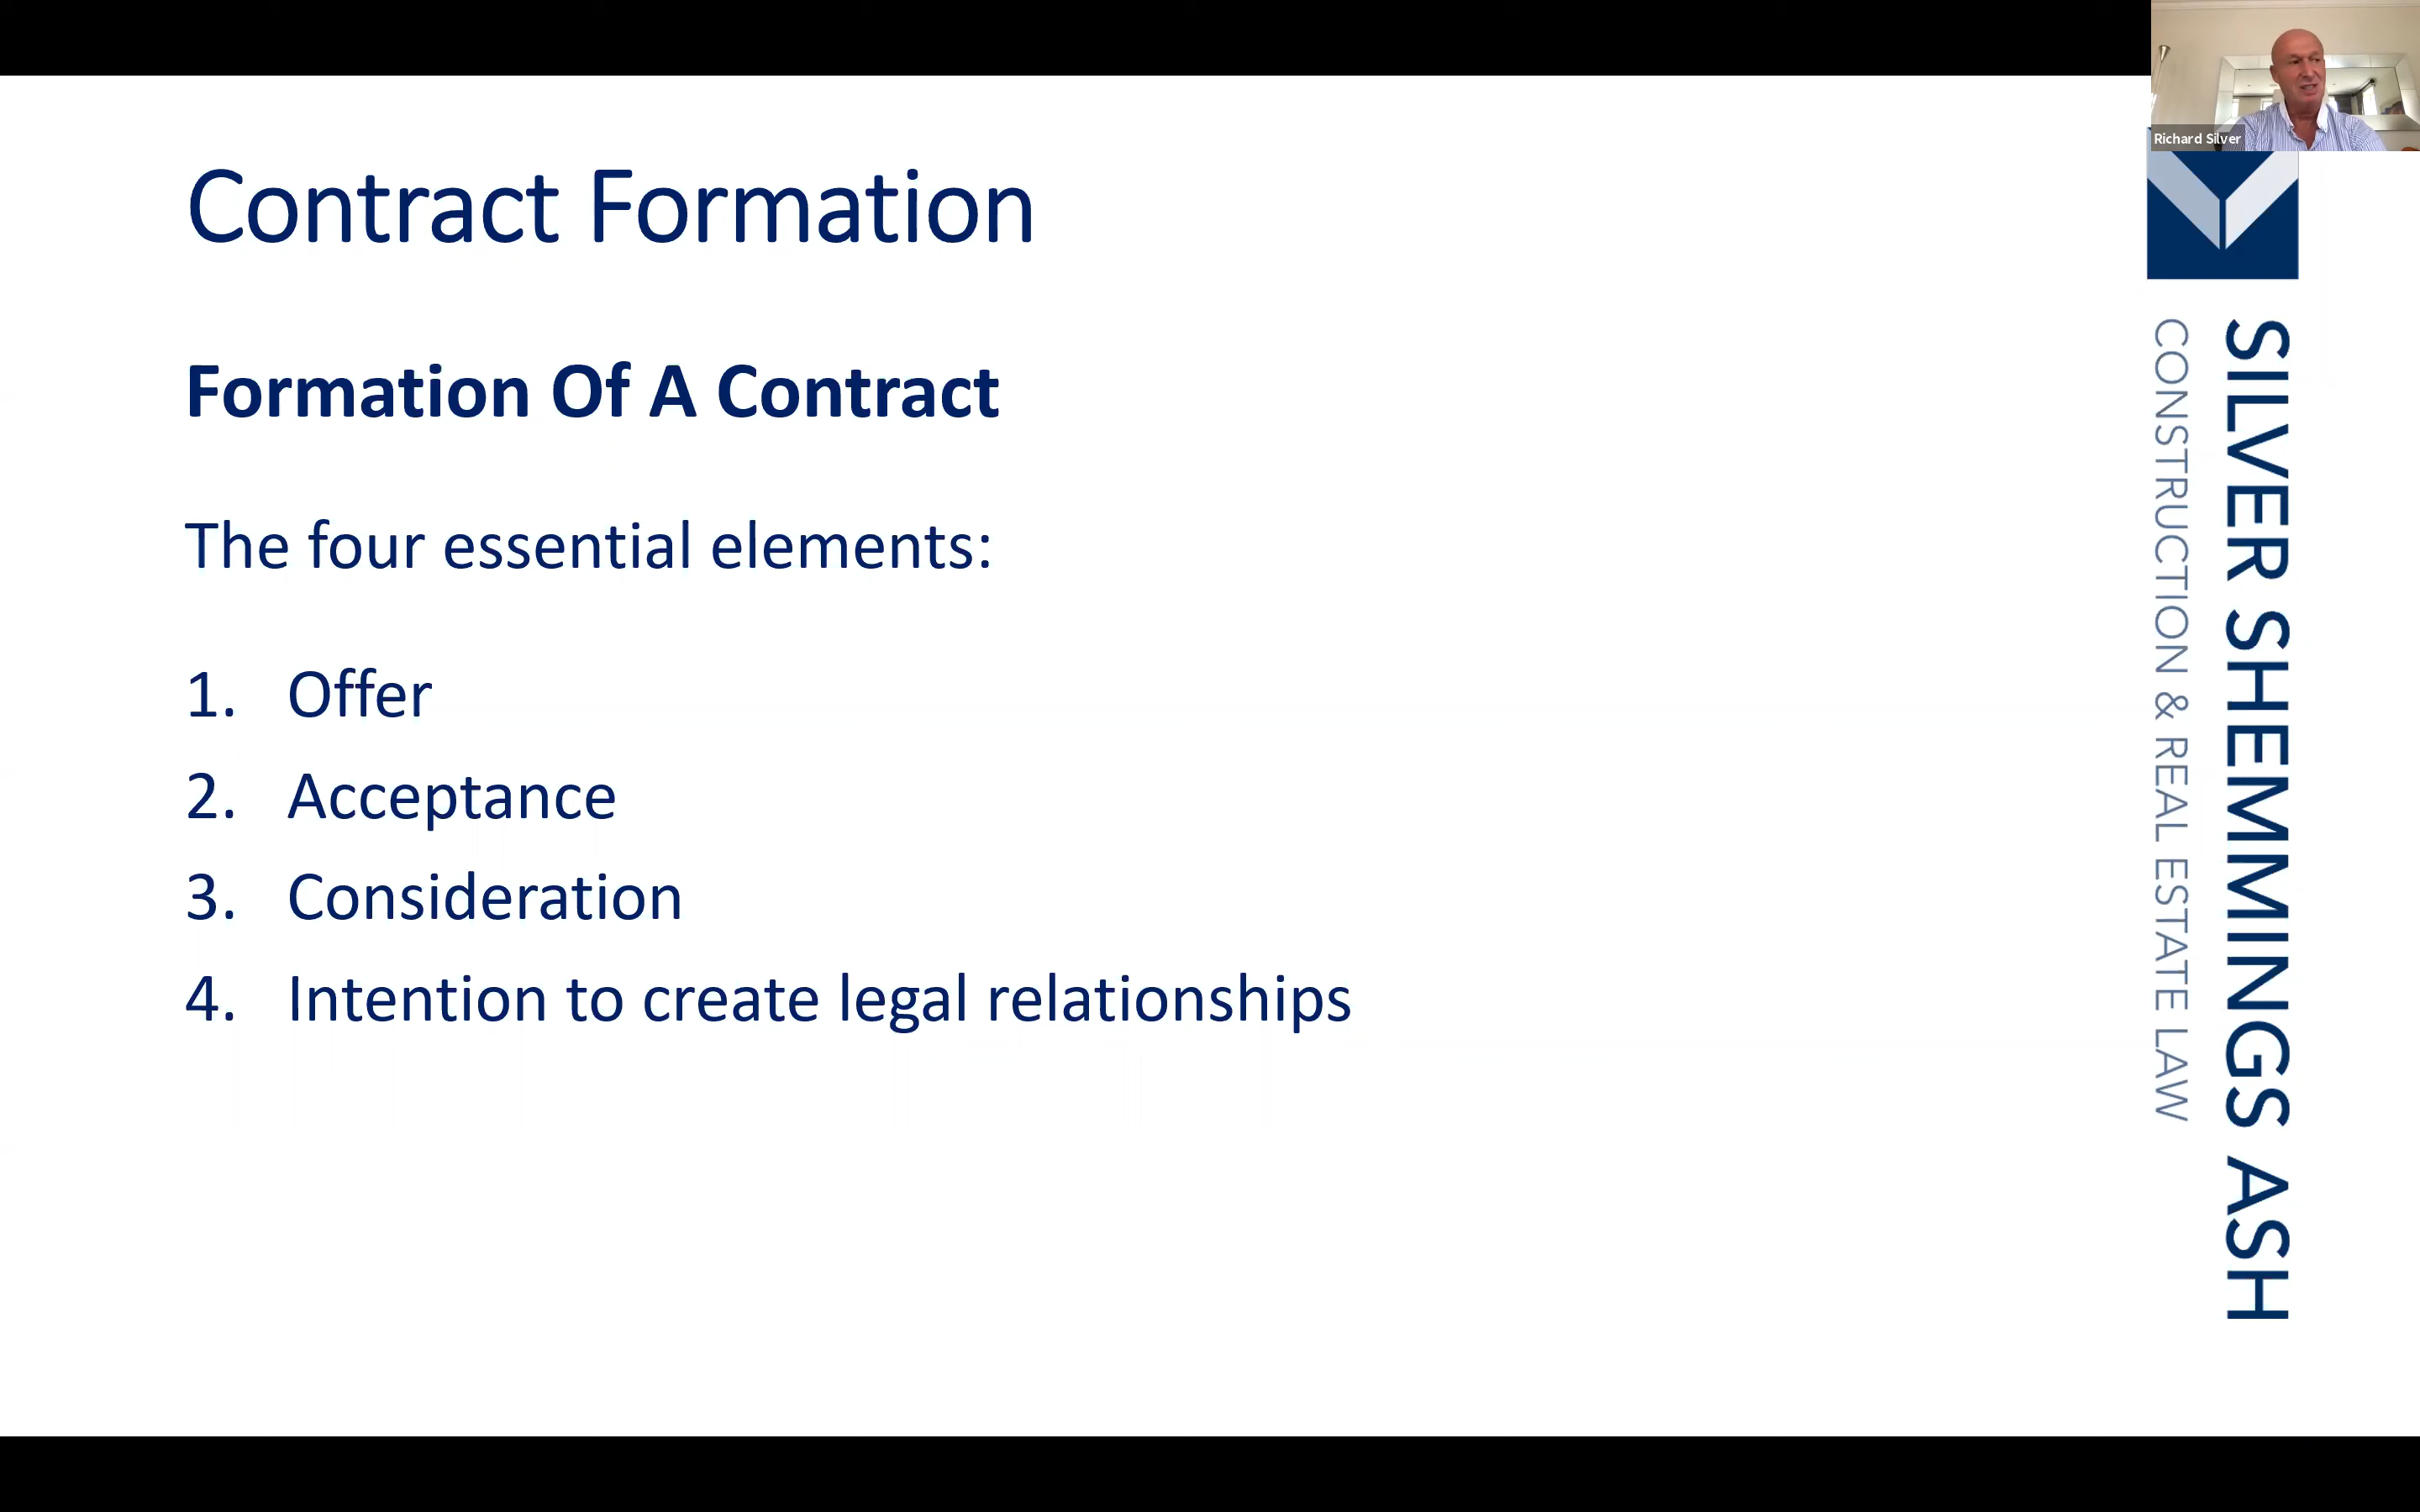 Contract Formation
Formation Of A Contract
The four essential elements:
1. Offer
2. Acceptance
3. Consideration
4. Intention to create legal relationships
Richard Silver
SILVER SHEMMINGS ASH
CONSTRUCTION & REAL ESTATE LAW